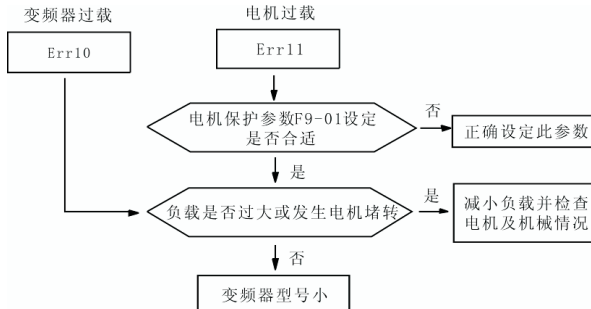 变频器过载
电机过载
Err10
Err11
电机保护参数F9-01设定
是否合适
否
正确设定此参数
是
负载是否过大或发生电机堵转
是
减小负载并检查
电机及机械情况
否
变频器型号小